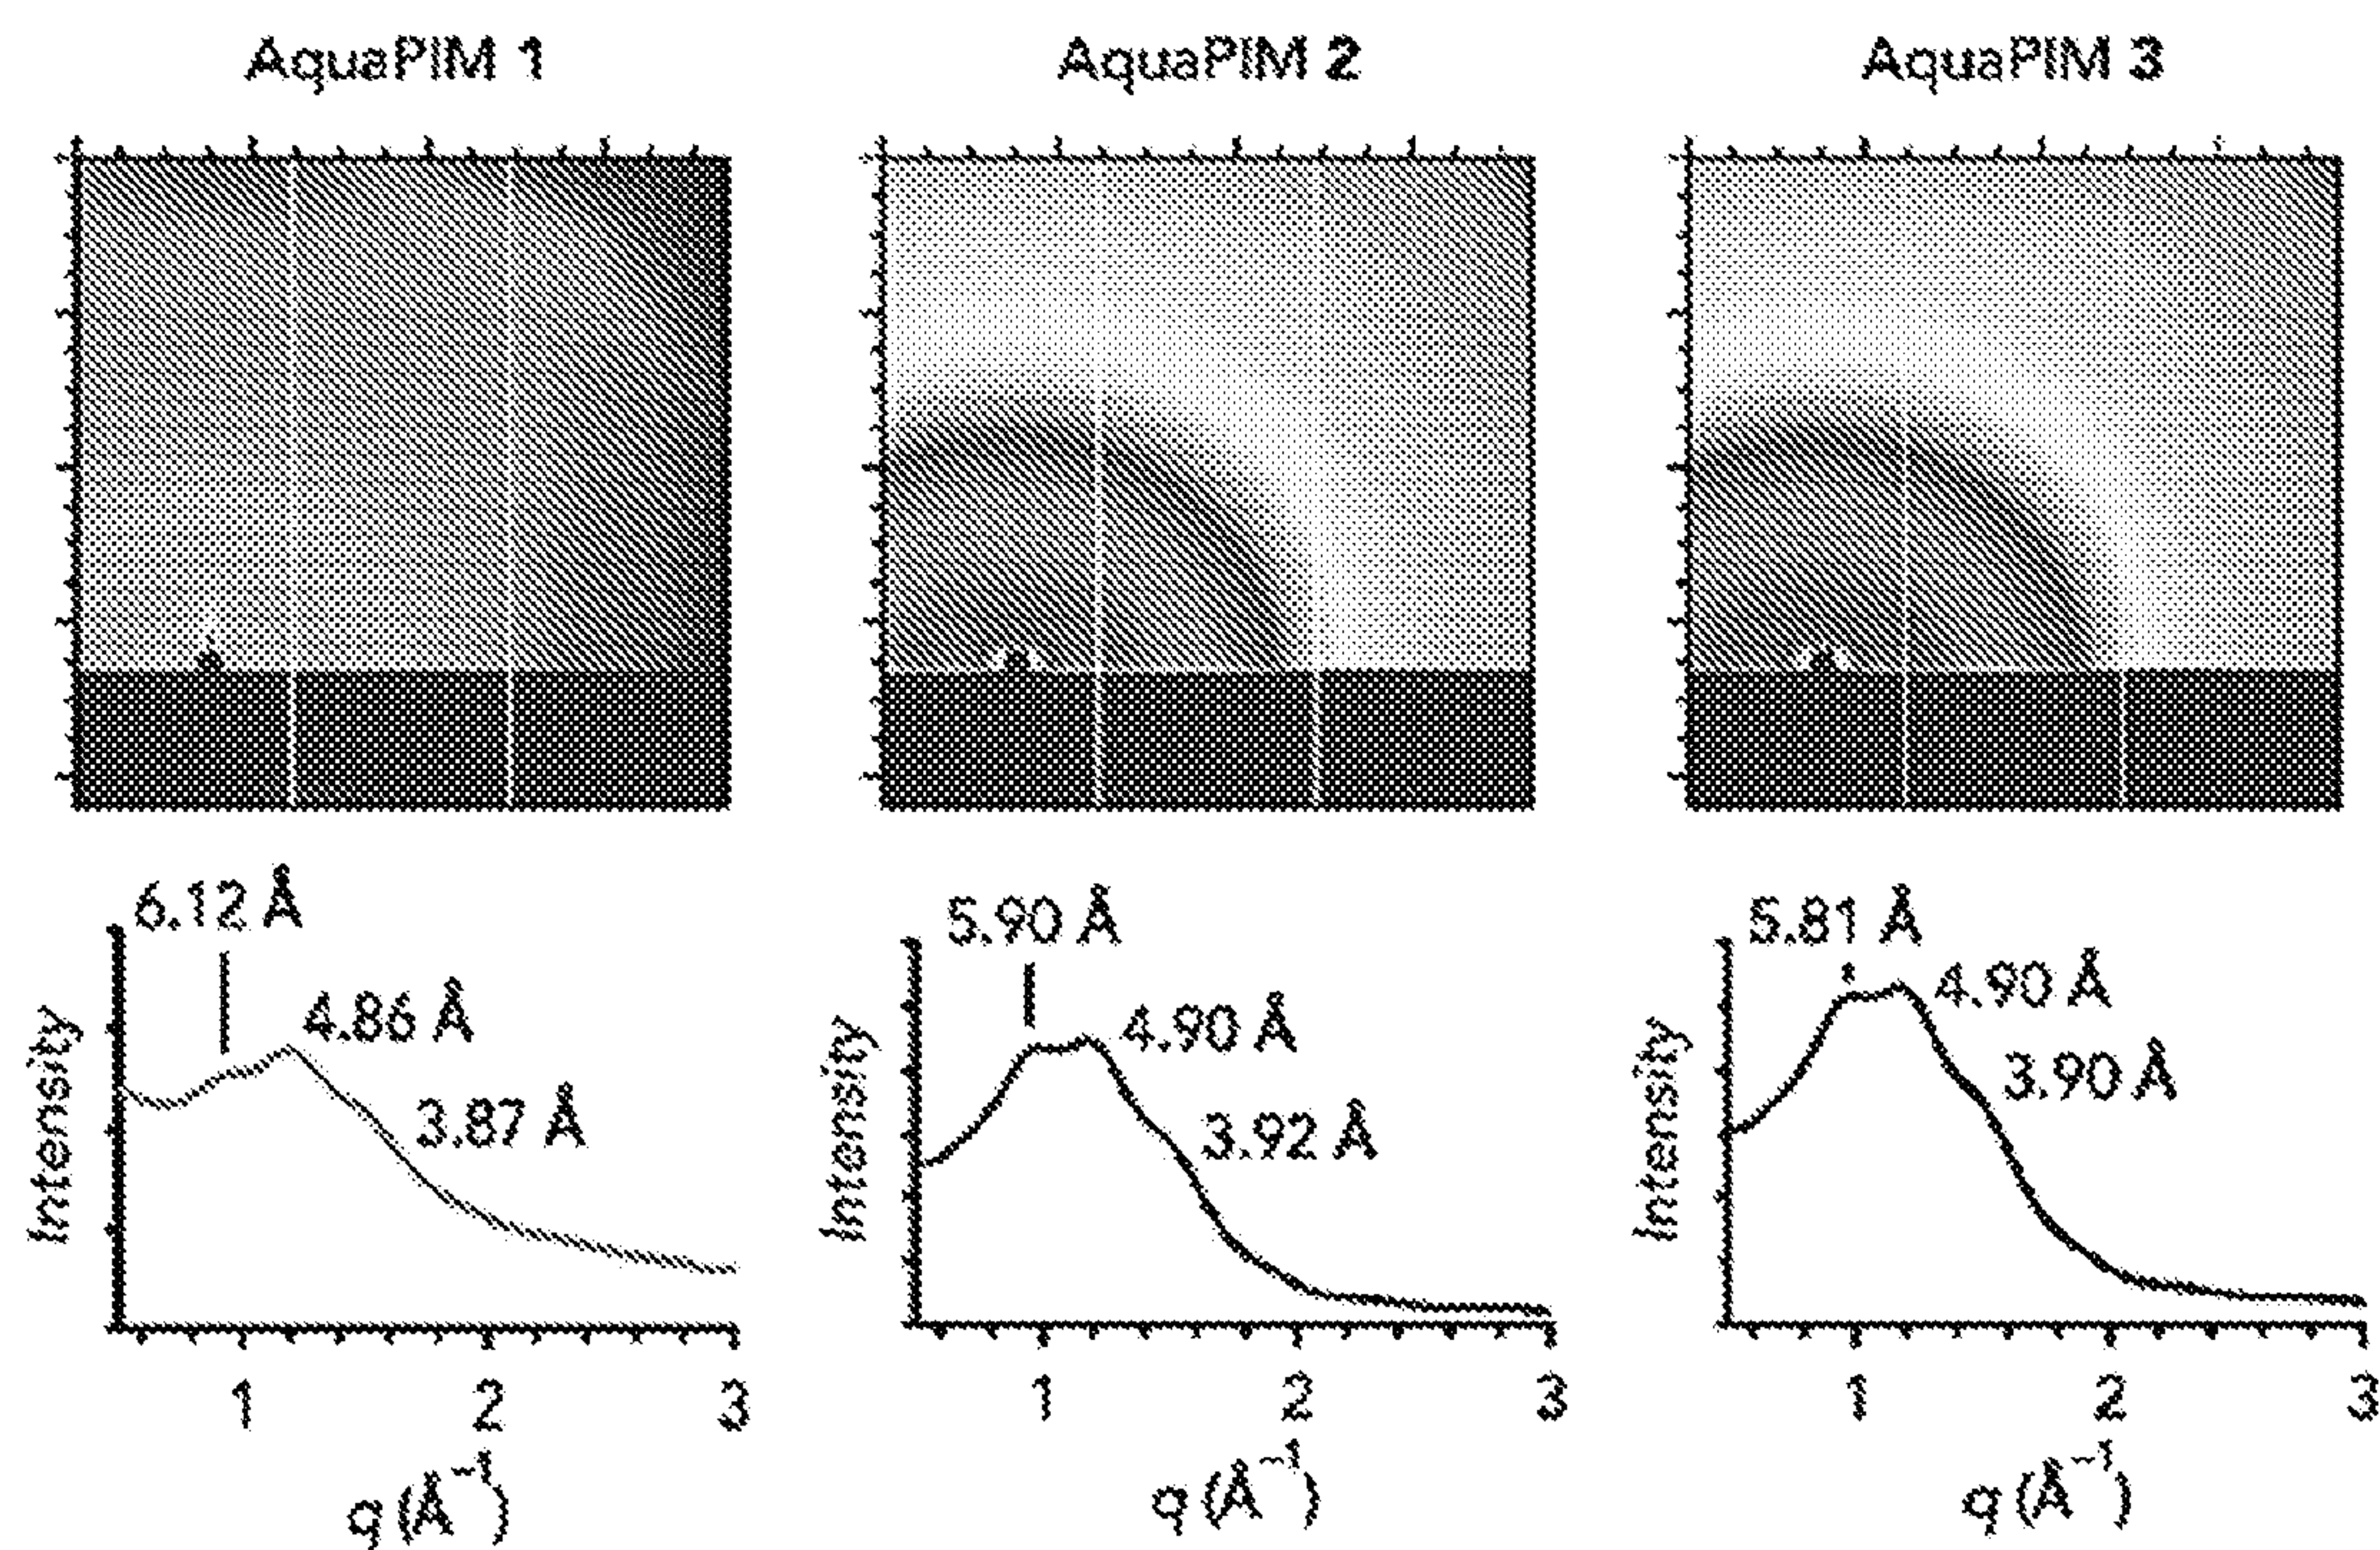 AquaPIM 1
AquaPIM 2
AquaPIM 3
6.12 Å
4.86 Å
3.87 Å
Intensity
1 2 3
q (Å⁻¹)
5.90 Å
4.90 Å
3.92 Å
Intensity
1 2 3
q (Å⁻¹)
5.81 Å
4.90 Å
3.90 Å
Intensity
1 2 3
q (Å⁻¹)